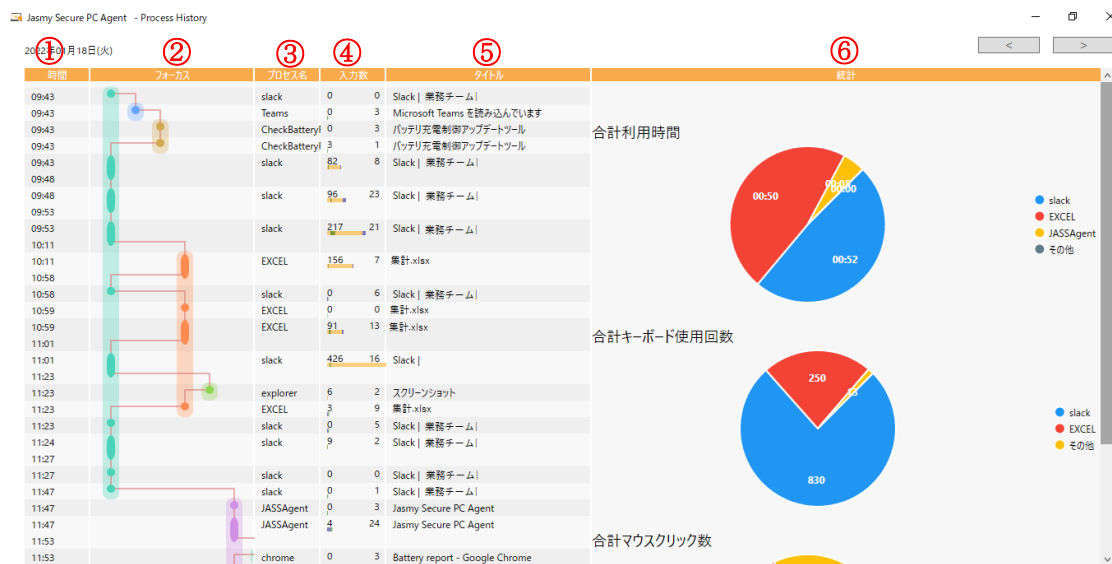 Jasmy Secure PC Agent - Process History
2022年01月18日(火)
① ② ③ ④ ⑤ ⑥
< >
時間 フォーカス プロセス名 入力数 タイトル 統計
09:43 slack 0 0 Slack | 業務チーム|
09:43 Teams 0 3 Microsoft Teams を読み込んでいます
09:43 CheckBatteryI 0 3 バッテリ充電制御アップデートツール
09:43 CheckBatteryI 3 1 バッテリ充電制御アップデートツール
09:43 slack 82 8 Slack | 業務チーム|
09:48
09:48 slack 96 23 Slack | 業務チーム|
09:53
09:53 slack 217 21 Slack | 業務チーム|
10:11
10:11 EXCEL 156 7 集計.xlsx
10:58
10:58 slack 0 6 Slack | 業務チーム|
10:59 EXCEL 0 0 集計.xlsx
10:59 EXCEL 91 13 集計.xlsx
11:01
11:01 slack 426 16 Slack |
11:23
11:23 explorer 6 2 スクリーンショット
11:23 EXCEL 3 9 集計.xlsx
11:23 slack 0 5 Slack | 業務チーム|
11:24 slack 9 2 Slack | 業務チーム|
11:27
11:27 slack 0 0 Slack | 業務チーム|
11:47 slack 0 1 Slack | 業務チーム|
11:47 JASSAgent 0 3 Jasmy Secure PC Agent
11:47 JASSAgent 4 24 Jasmy Secure PC Agent
11:53
11:53 chrome 0 3 Battery report - Google Chrome
合計利用時間
00:50
00:00
00:52
slack
EXCEL
JASSAgent
その他
合計キーボード使用回数
250
13
830
slack
EXCEL
その他
合計マウスクリック数